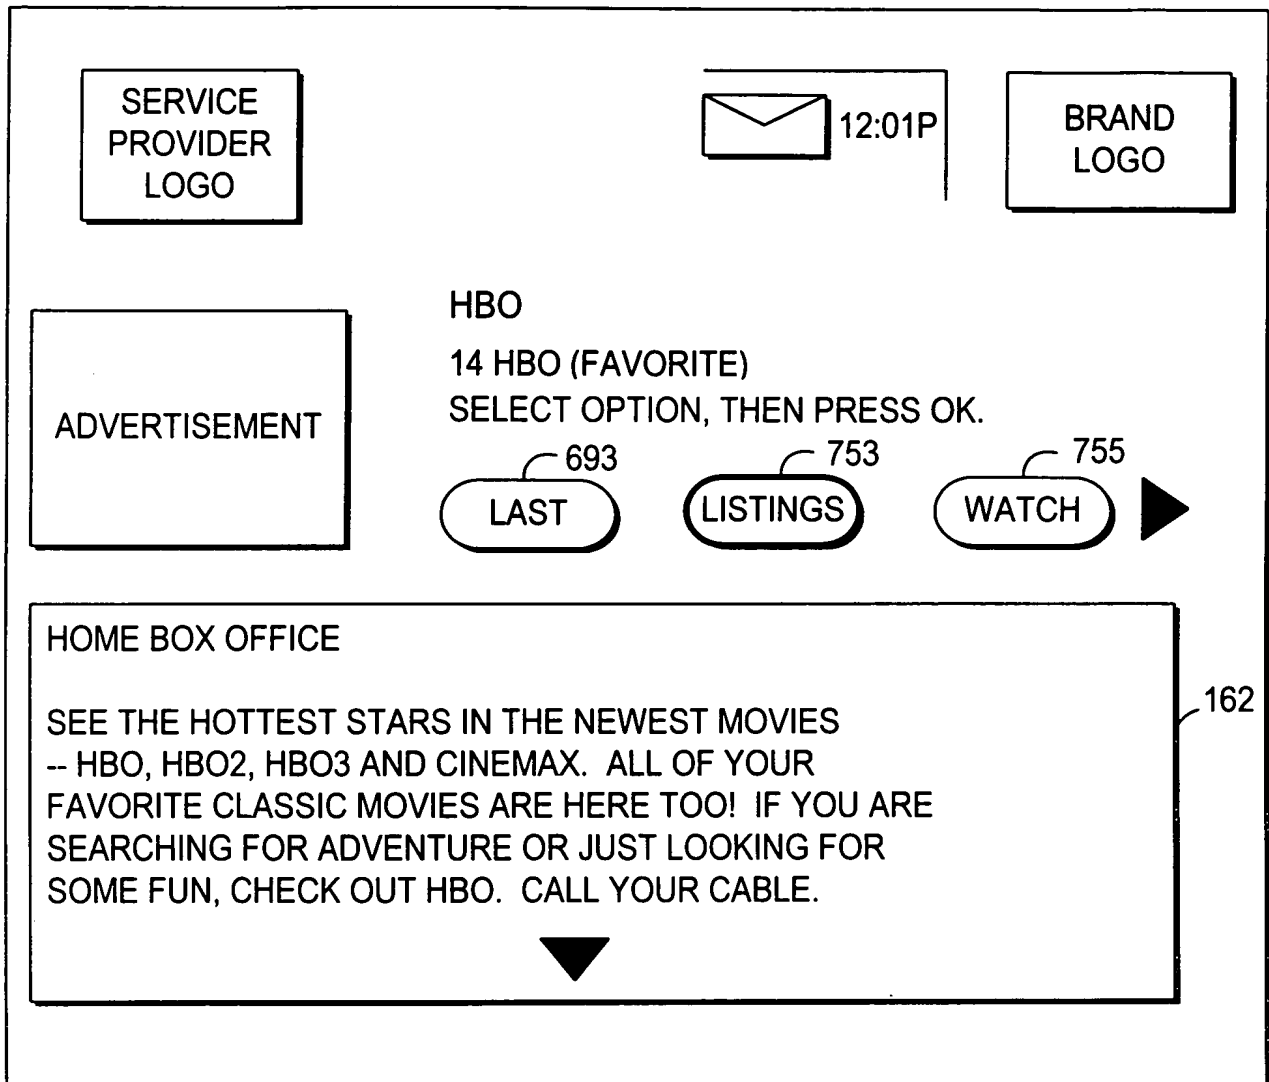 SERVICE
PROVIDER
LOGO
12:01P
BRAND
LOGO
ADVERTISEMENT
HBO
14 HBO (FAVORITE)
SELECT OPTION, THEN PRESS OK.
693
753
755
LAST
LISTINGS
WATCH
HOME BOX OFFICE
SEE THE HOTTEST STARS IN THE NEWEST MOVIES
-- HBO, HBO2, HBO3 AND CINEMAX. ALL OF YOUR
FAVORITE CLASSIC MOVIES ARE HERE TOO! IF YOU ARE
SEARCHING FOR ADVENTURE OR JUST LOOKING FOR
SOME FUN, CHECK OUT HBO. CALL YOUR CABLE.
162